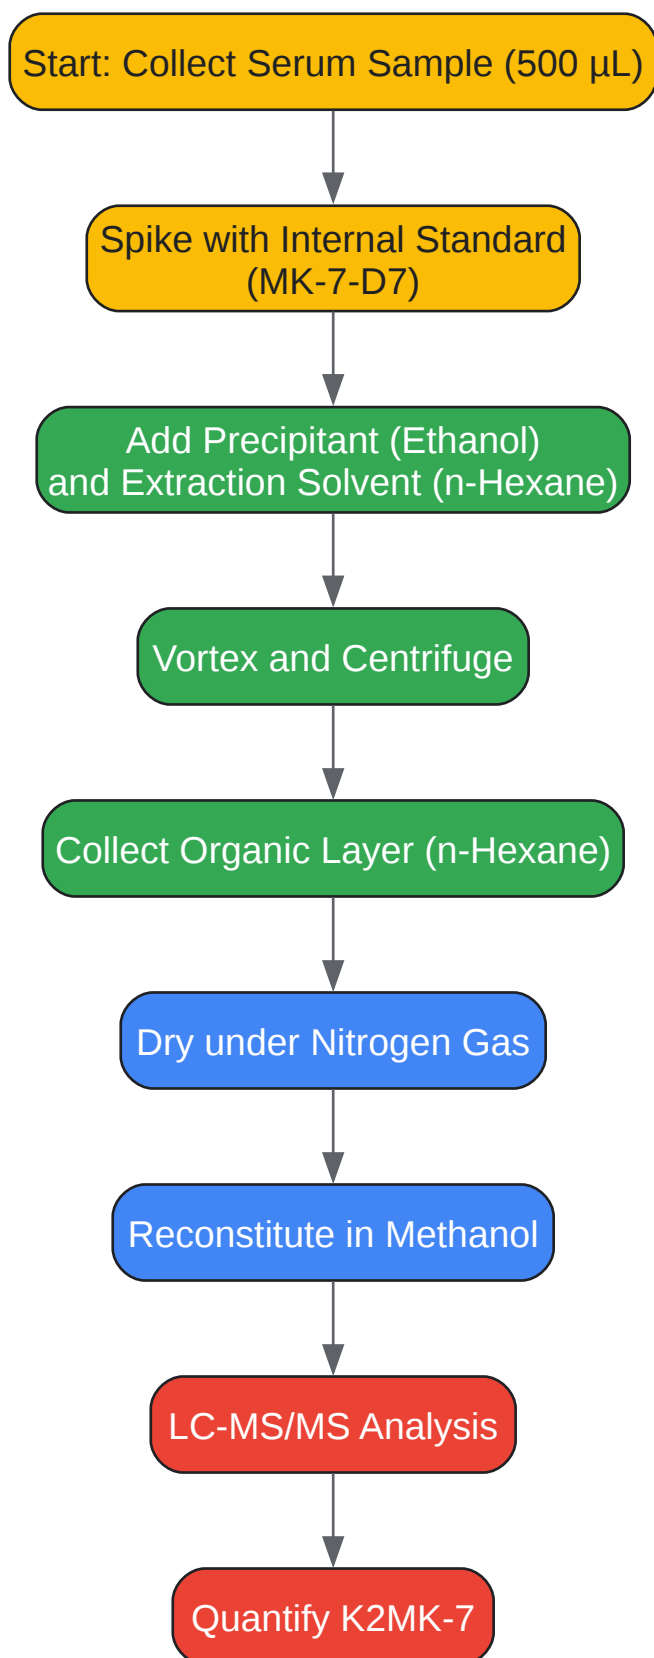 Start: Collect Serum Sample (500 µL)
Spike with Internal Standard
(MK-7-D7)
Add Precipitant (Ethanol)
and Extraction Solvent (n-Hexane)
Vortex and Centrifuge
Collect Organic Layer (n-Hexane)
Dry under Nitrogen Gas
Reconstitute in Methanol
LC-MS/MS Analysis
Quantify K2MK-7